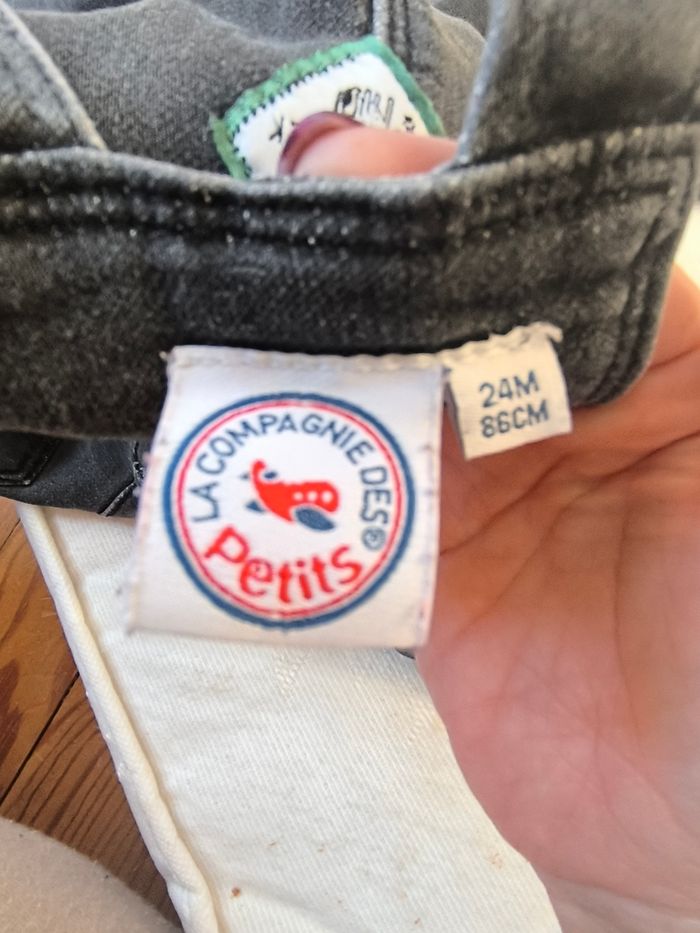 LA COMPAGNIE DES®
Petits
24M
86CM